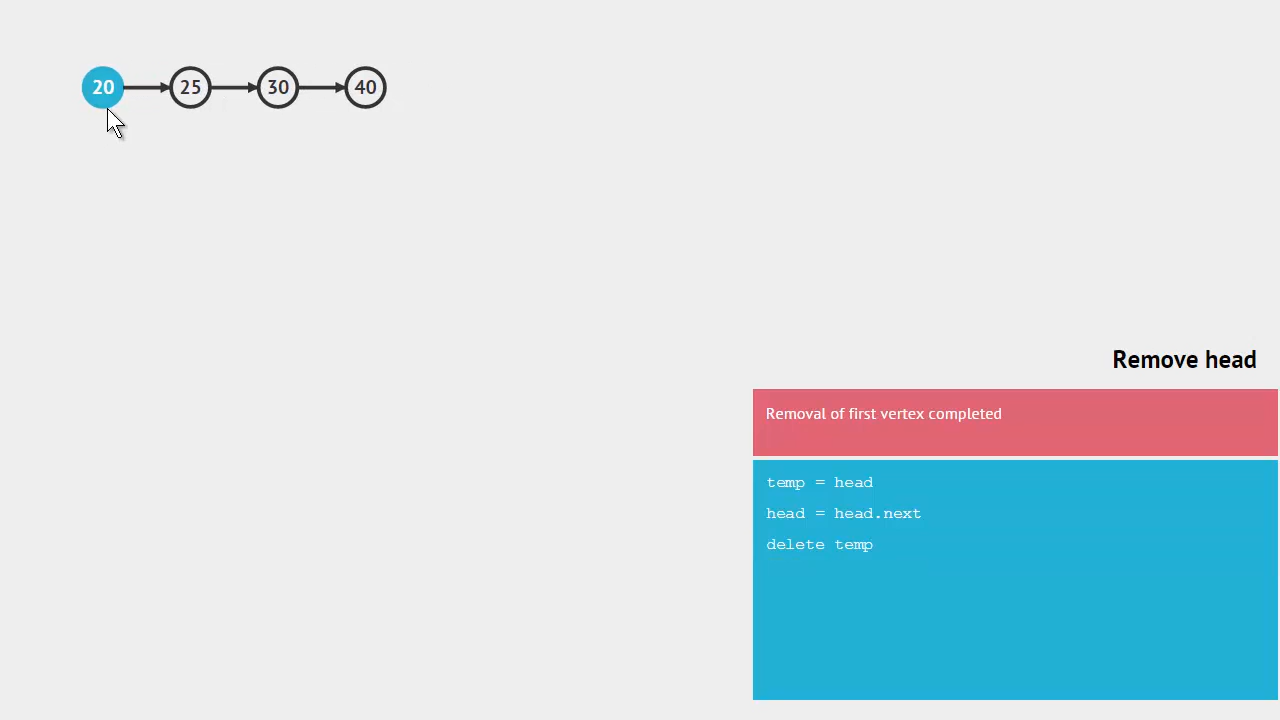 20 25 30 40
Remove head
Removal of first vertex completed
temp = head
head = head.next
delete temp